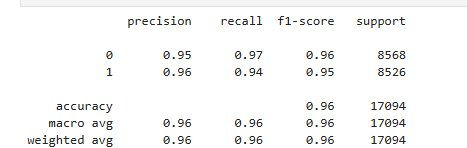 precision recall f1-score support
0 0.95 0.97 0.96 8568
1 0.96 0.94 0.95 8526
accuracy 0.96 17094
macro avg 0.96 0.96 0.96 17094
weighted avg 0.96 0.96 0.96 17094